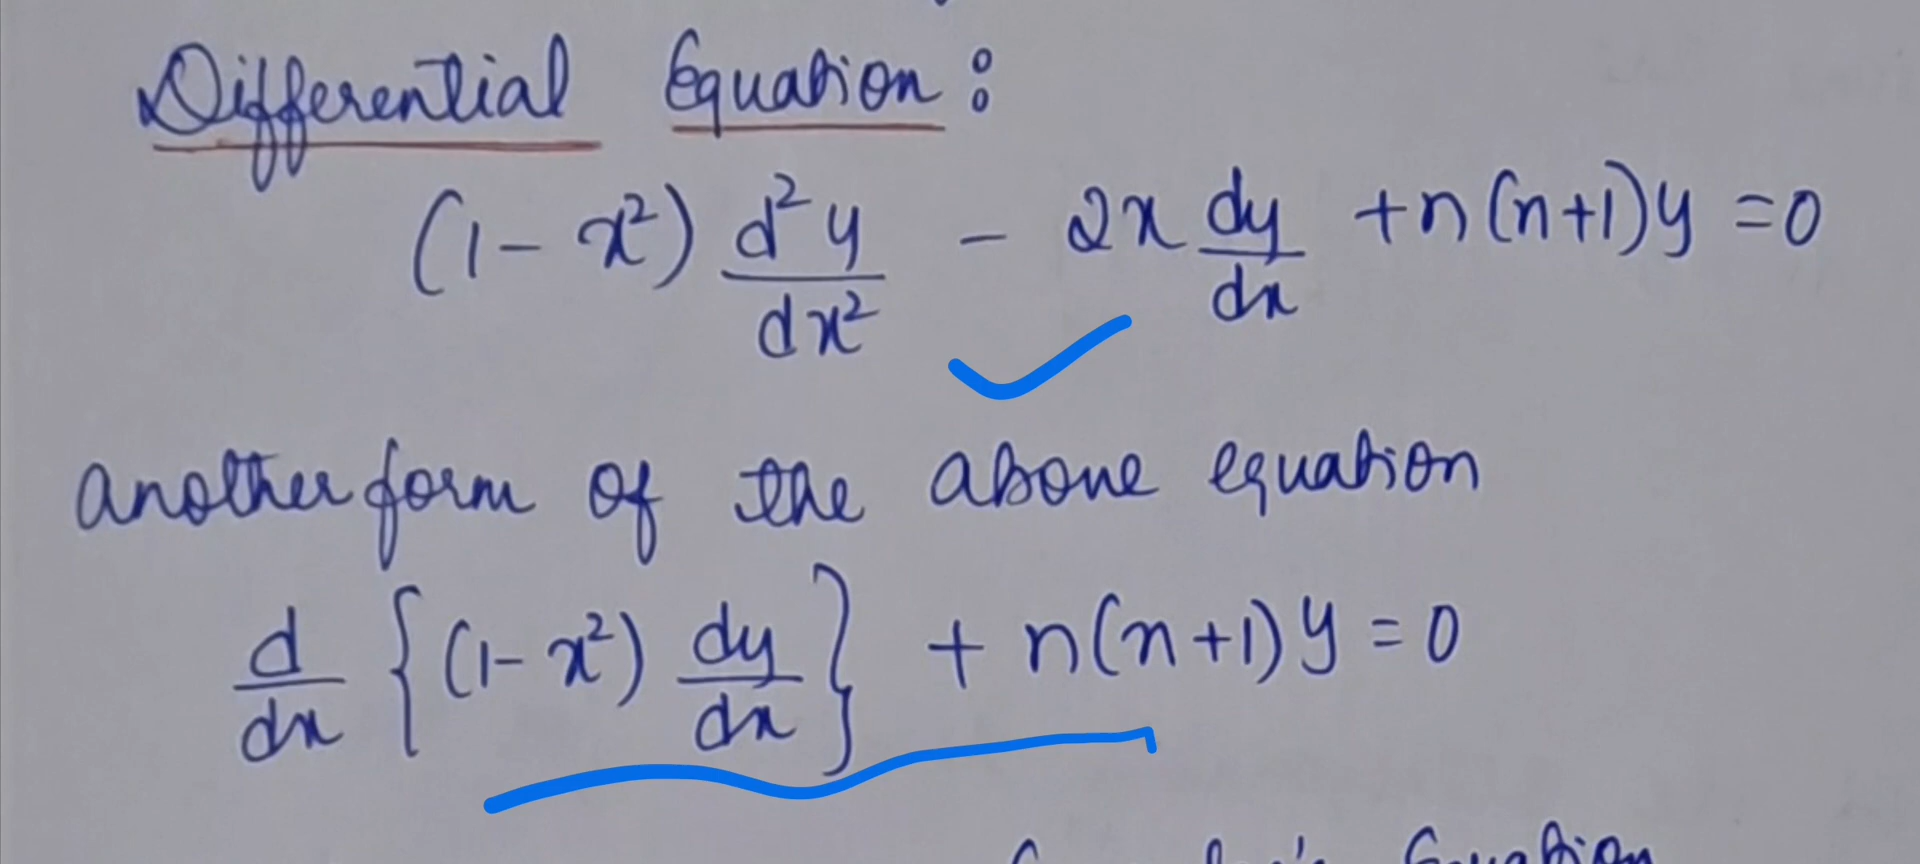 Differential Equation :
(1 - x²) d²y/dx² - 2x dy/dx + n(n+1)y = 0
another form of the above equation
d/dx {(1 - x²) dy/dx} + n(n+1)y = 0
Equation